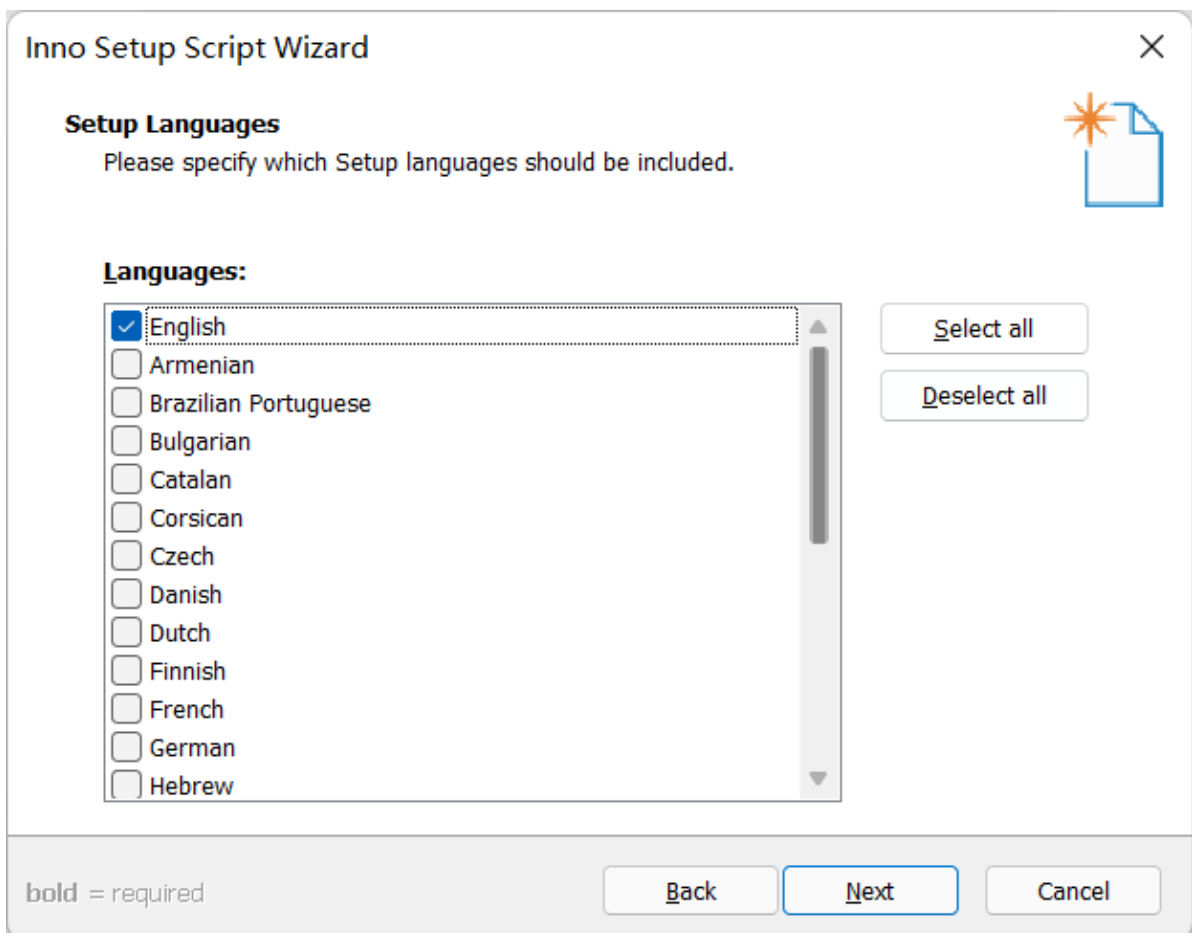 Inno Setup Script Wizard
Setup Languages
Please specify which Setup languages should be included.
Languages:
English
Armenian
Brazilian Portuguese
Bulgarian
Catalan
Corsican
Czech
Danish
Dutch
Finnish
French
German
Hebrew
Select all
Deselect all
bold = required
Back
Next
Cancel